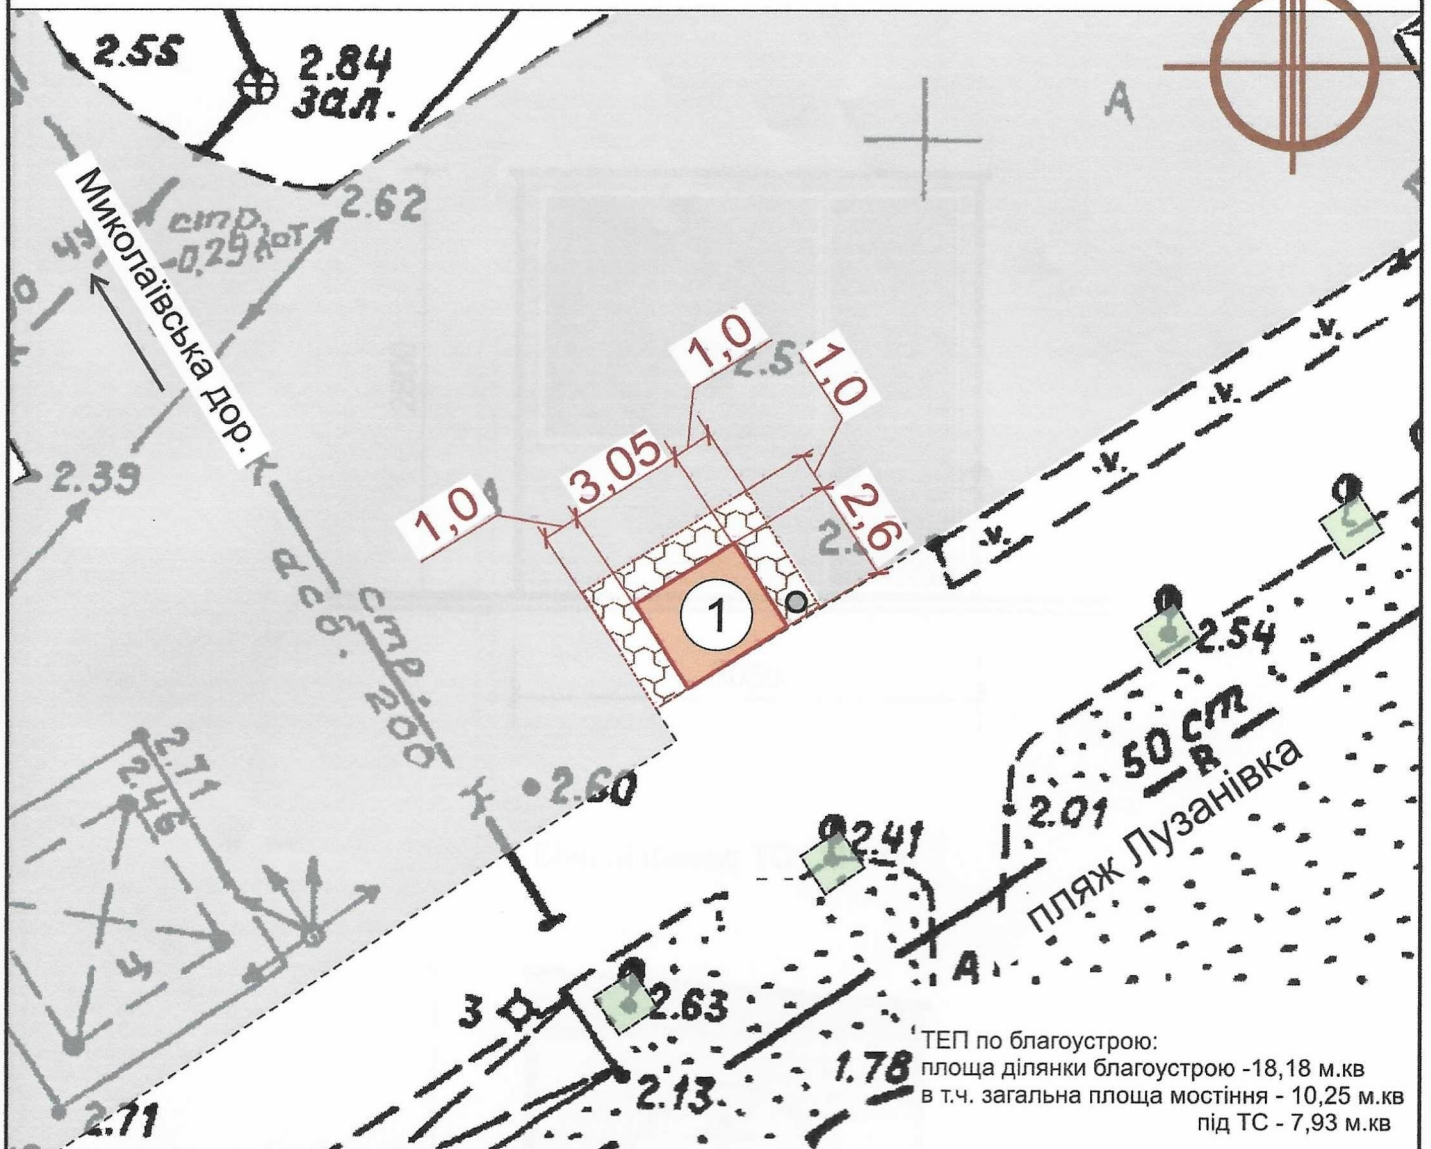 2.55
2.84
зал.
А
2.62
стр.
-0,29 лот
Миколаївська дор.
2.39
1,0
1,0
3,05
1,0
2,6
1
асб.
стр.
200
v.
v.
v.
v.
2.54
50 ст
R
2.71
2.46
2.60
2.01
пляж Лузанівка
2.41
А
ч
3
2.63
2.13
1.78
2.71
ТЕП по благоустрою:
площа ділянки благоустрою -18,18 м.кв
в т.ч. загальна площа мостіння - 10,25 м.кв
під ТС - 7,93 м.кв